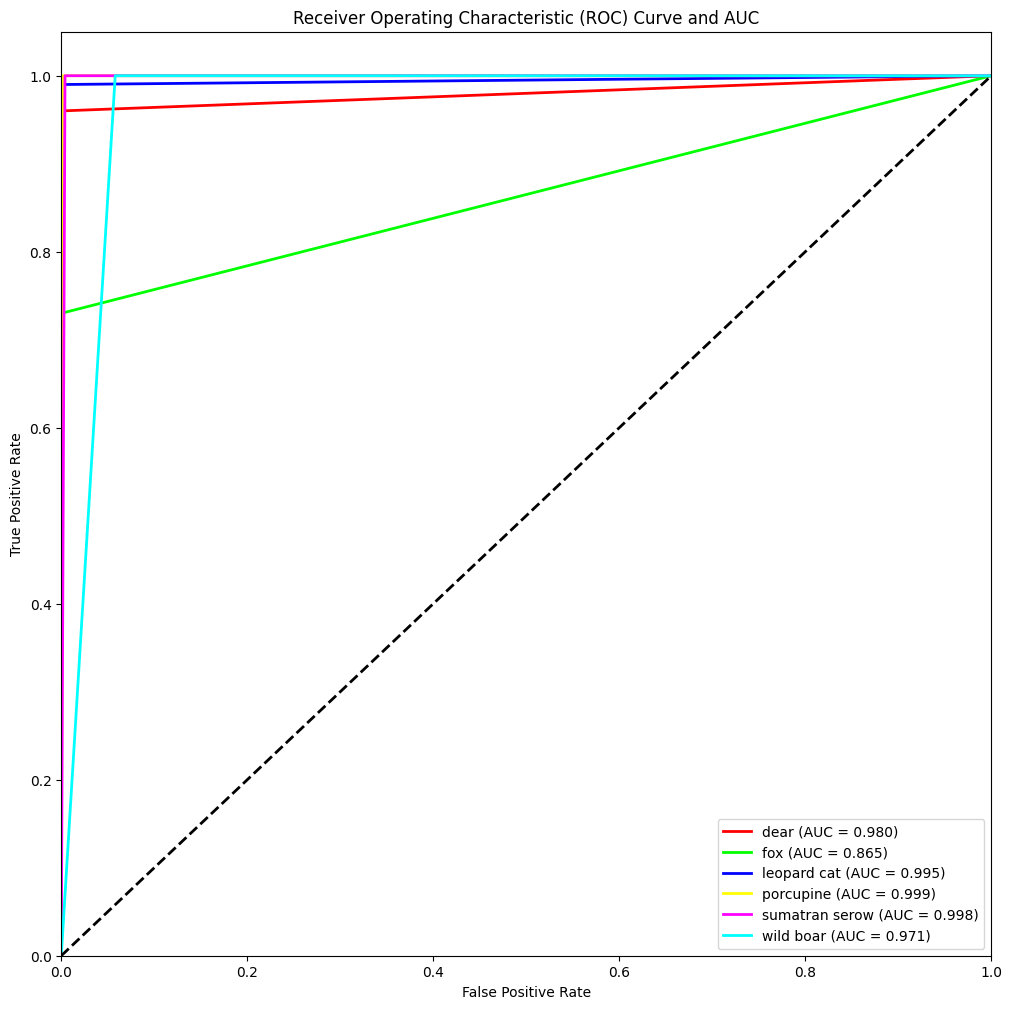 Receiver Operating Characteristic (ROC) Curve and AUC
1.0
0.8
0.6
0.4
0.2
0.0
True Positive Rate
dear (AUC = 0.980)
fox (AUC = 0.865)
leopard cat (AUC = 0.995)
porcupine (AUC = 0.999)
sumatran serow (AUC = 0.998)
wild boar (AUC = 0.971)
0.0 0.2 0.4 0.6 0.8 1.0
False Positive Rate